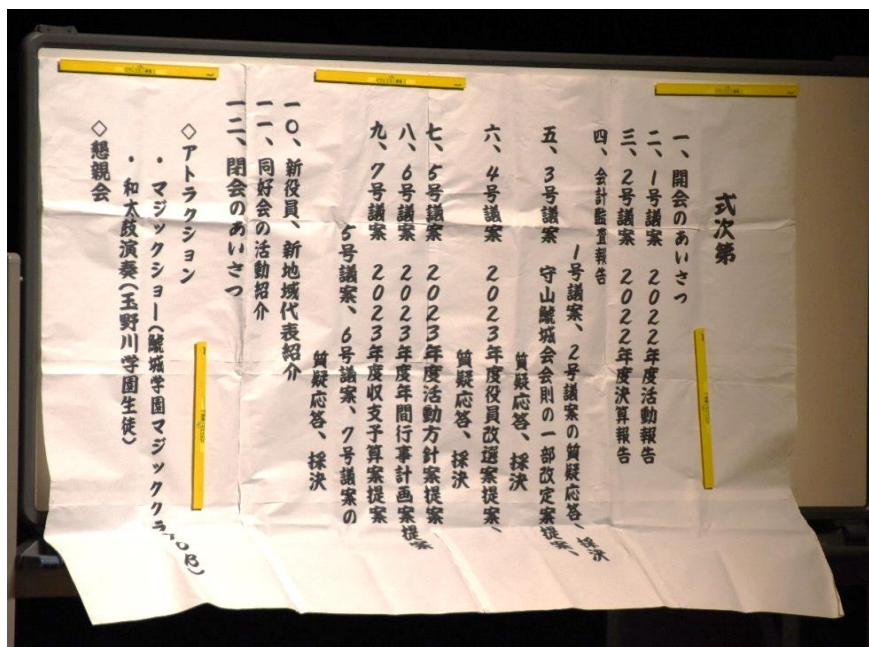 式次第
一、開会のあいさつ
二、1号議案 2022年度活動報告
三、2号議案 2022年度決算報告
四、会計監査報告
1号議案、2号議案の質疑応答、採決
五、3号議案 守山鯱城会会則の一部改定案提案、
質疑応答、採決
六、4号議案 2023年度役員改選案提案、
質疑応答、採決
七、5号議案 2023年度活動方針案提案
八、6号議案 2023年度年間行事計画案提案
九、7号議案 2023年度収支予算案提案
5号議案、6号議案、7号議案の
質疑応答、採決
一〇、新役員、新地域代表紹介
一一、同好会の活動紹介
一二、閉会のあいさつ
◇アトラクション
・マジックショー(鯱城学園マジッククラブOB)
・和太鼓演奏(玉野川学園生徒)
◇懇親会